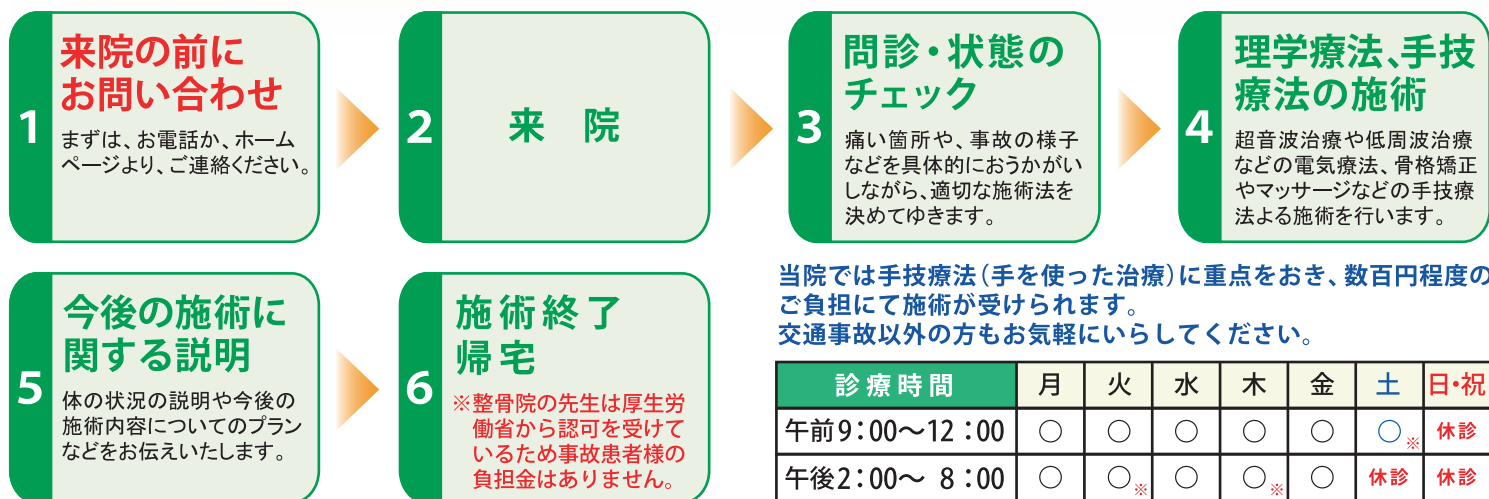 1
来院の前に
お問い合わせ
まずは、お電話か、ホーム
ページより、ご連絡ください。
2
来 院
3
問診・状態の
チェック
痛い箇所や、事故の様子
などを具体的におうかがい
しながら、適切な施術法を
決めてゆきます。
4
理学療法、手技
療法の施術
超音波治療や低周波治療
などの電気療法、骨格矯正
やマッサージなどの手技療
法よる施術を行います。
5
今後の施術に
関する説明
体の状況の説明や今後の
施術内容についてのプラン
などをお伝えいたします。
6
施術終了
帰宅
※整骨院の先生は厚生労
働省から認可を受けて
いるため事故患者様の
負担金はありません。
当院では手技療法(手を使った治療)に重点をおき、数百円程度の
ご負担にて施術が受けられます。
交通事故以外の方もお気軽にいらしてください。
診療時間 月 火 水 木 金 土 日・祝
午前9:00〜12:00 ○ ○ ○ ○ ○ ○※ 休診
午後2:00〜 8:00 ○ ○※ ○ ○※ ○ 休診 休診